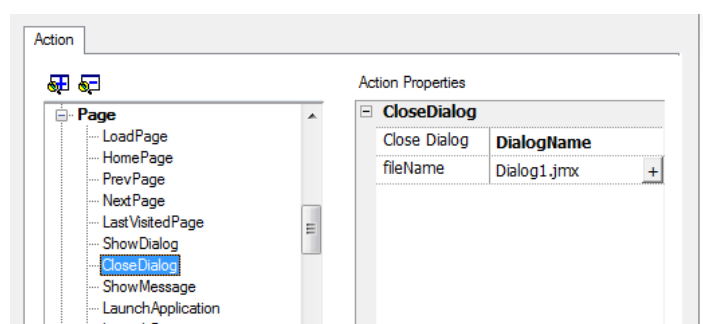 Action
Page
LoadPage
HomePage
PrevPage
NextPage
LastVisitedPage
ShowDialog
CloseDialog
ShowMessage
LaunchApplication
Action Properties
CloseDialog
Close Dialog DialogName
fileName Dialog1.jmx +